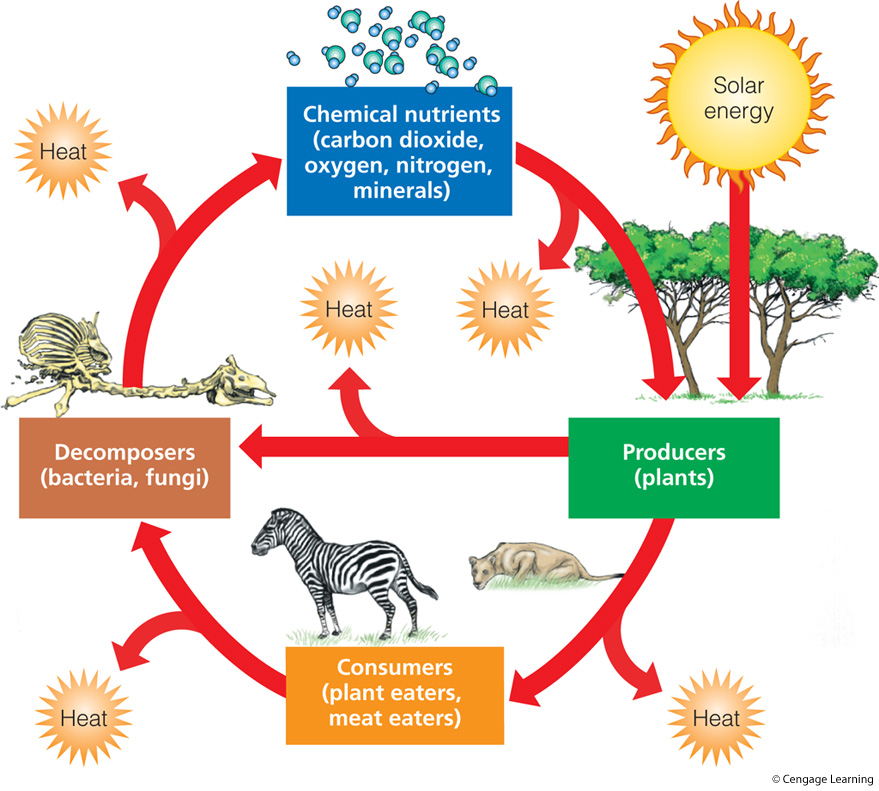 Chemical nutrients
(carbon dioxide,
oxygen, nitrogen,
minerals)
Solar
energy
Heat
Heat
Heat
Decomposers
(bacteria, fungi)
Producers
(plants)
Consumers
(plant eaters,
meat eaters)
Heat
Heat
© Cengage Learning